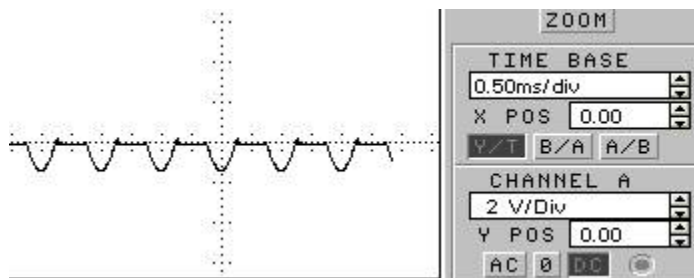 ZOOM
TIME BASE
0.50ms/div
X POS 0.00
Y/T B/A A/B
CHANNEL A
2 V/Div
Y POS 0.00
AC 0 DC